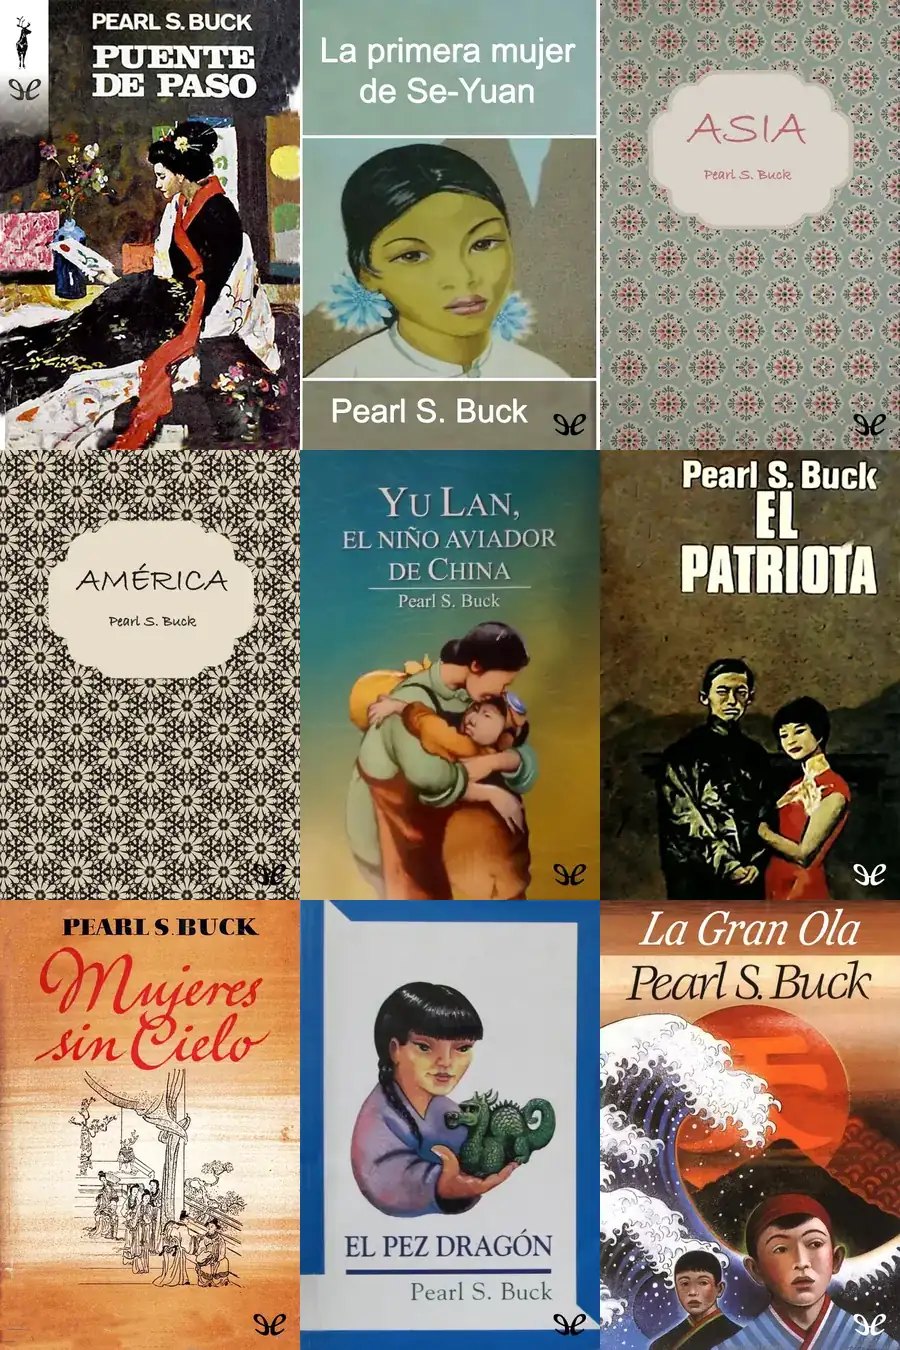 PEARL S. BUCK
PUENTE
DE PASO
La primera mujer
de Se-Yuan
Pearl S. Buck
ASIA
Pearl S. Buck
AMÉRICA
Pearl S. Buck
YU LAN,
EL NIÑO AVIADOR
DE CHINA
Pearl S. Buck
Pearl S. Buck
EL
PATRIOTA
PEARL S. BUCK
Mujeres
sin Cielo
EL PEZ DRAGÓN
Pearl S. Buck
La Gran Ola
Pearl S. Buck